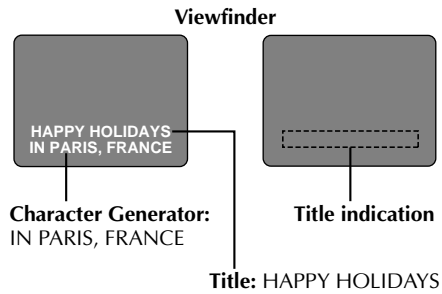 Viewfinder
HAPPY HOLIDAYS
IN PARIS, FRANCE
Character Generator:
IN PARIS, FRANCE
Title indication
Title: HAPPY HOLIDAYS